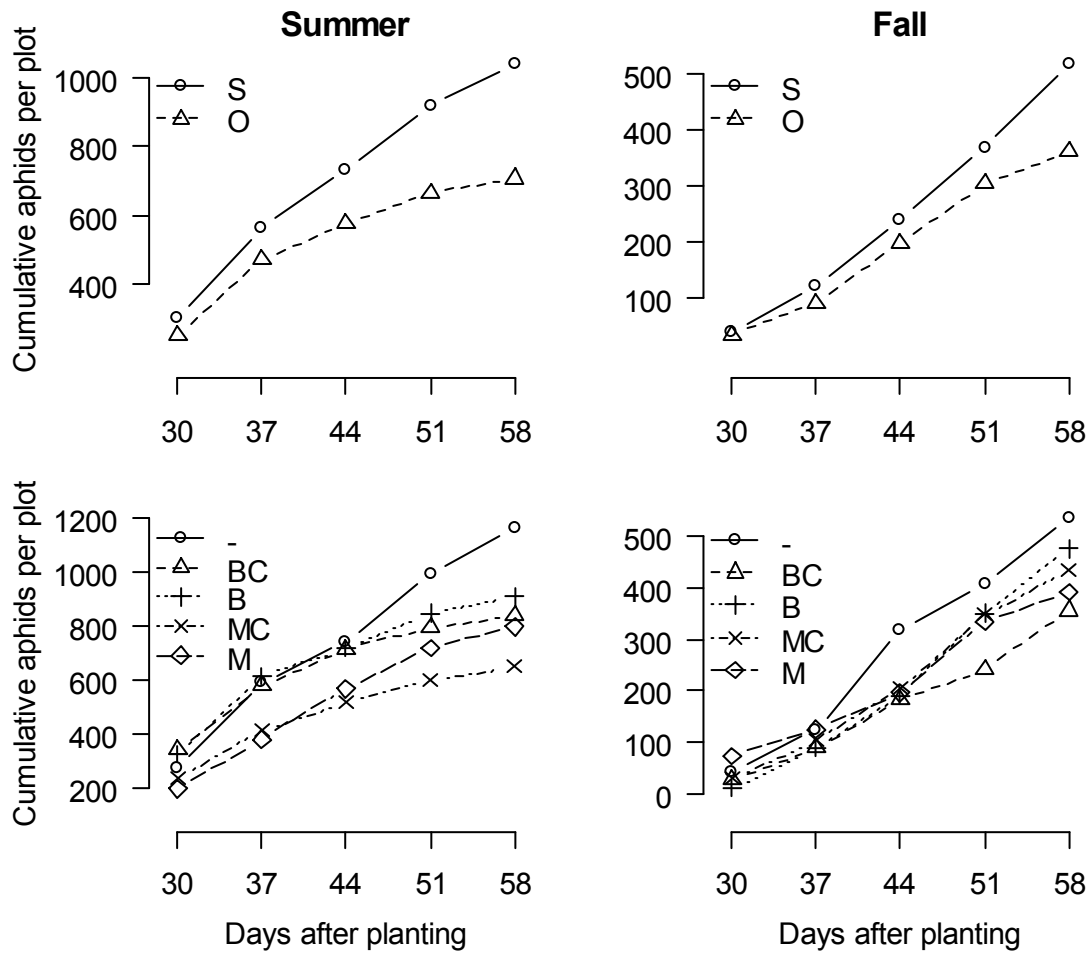 Summer
Cumulative aphids per plot
1000
800
600
400
S
O
30 37 44 51 58
Fall
500
400
300
200
100
S
O
30 37 44 51 58
Cumulative aphids per plot
1200
1000
800
600
400
200
-
BC
B
MC
M
30 37 44 51 58
Days after planting
500
400
300
200
100
0
-
BC
B
MC
M
30 37 44 51 58
Days after planting